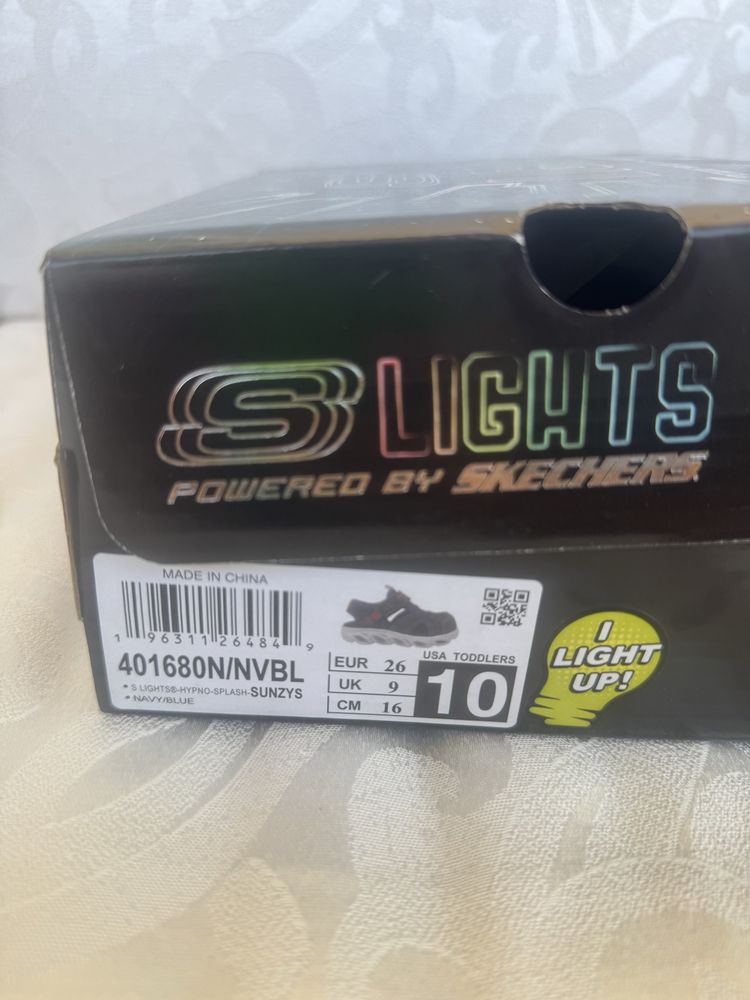 S LIGHTS
POWERED BY SKECHERS
MADE IN CHINA
1 96311 26484 9
401680N/NVBL
* S LIGHTS®-HYPNO-SPLASH-SUNZYS
* NAVY/BLUE
EUR 26
UK 9
CM 16
USA TODDLERS
10
I
LIGHT
UP!